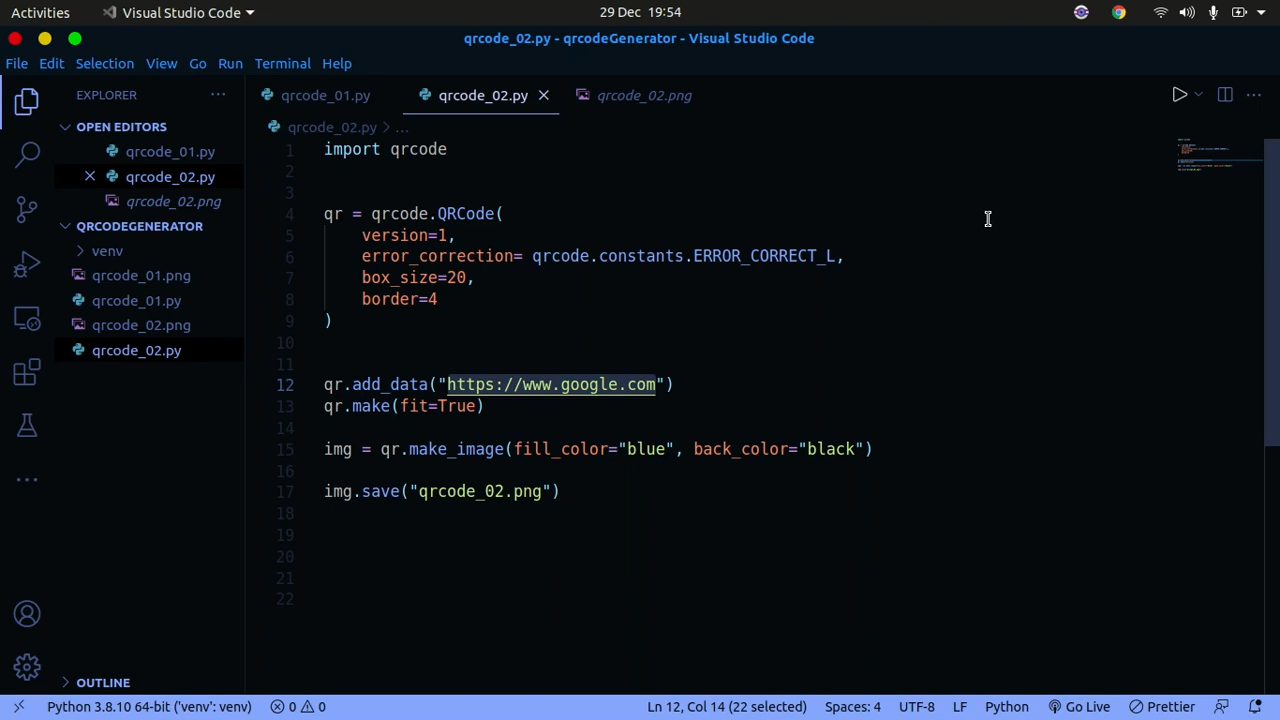 Activities Visual Studio Code 29 Dec 19:54
qrcode_02.py - qrcodeGenerator - Visual Studio Code
File Edit Selection View Go Run Terminal Help
EXPLORER
OPEN EDITORS
qrcode_01.py
qrcode_02.py
qrcode_02.png
QRCODEGENERATOR
venv
qrcode_01.png
qrcode_01.py
qrcode_02.png
qrcode_02.py
OUTLINE
qrcode_01.py qrcode_02.py qrcode_02.png
qrcode_02.py > ...
1 import qrcode
2
3
4 qr = qrcode.QRCode(
5     version=1,
6     error_correction= qrcode.constants.ERROR_CORRECT_L,
7     box_size=20,
8     border=4
9 )
10
11
12 qr.add_data("https://www.google.com")
13 qr.make(fit=True)
14
15 img = qr.make_image(fill_color="blue", back_color="black")
16
17 img.save("qrcode_02.png")
18
19
20
21
22
Python 3.8.10 64-bit ('venv': venv) 0 0 Ln 12, Col 14 (22 selected) Spaces: 4 UTF-8 LF Python Go Live Prettier